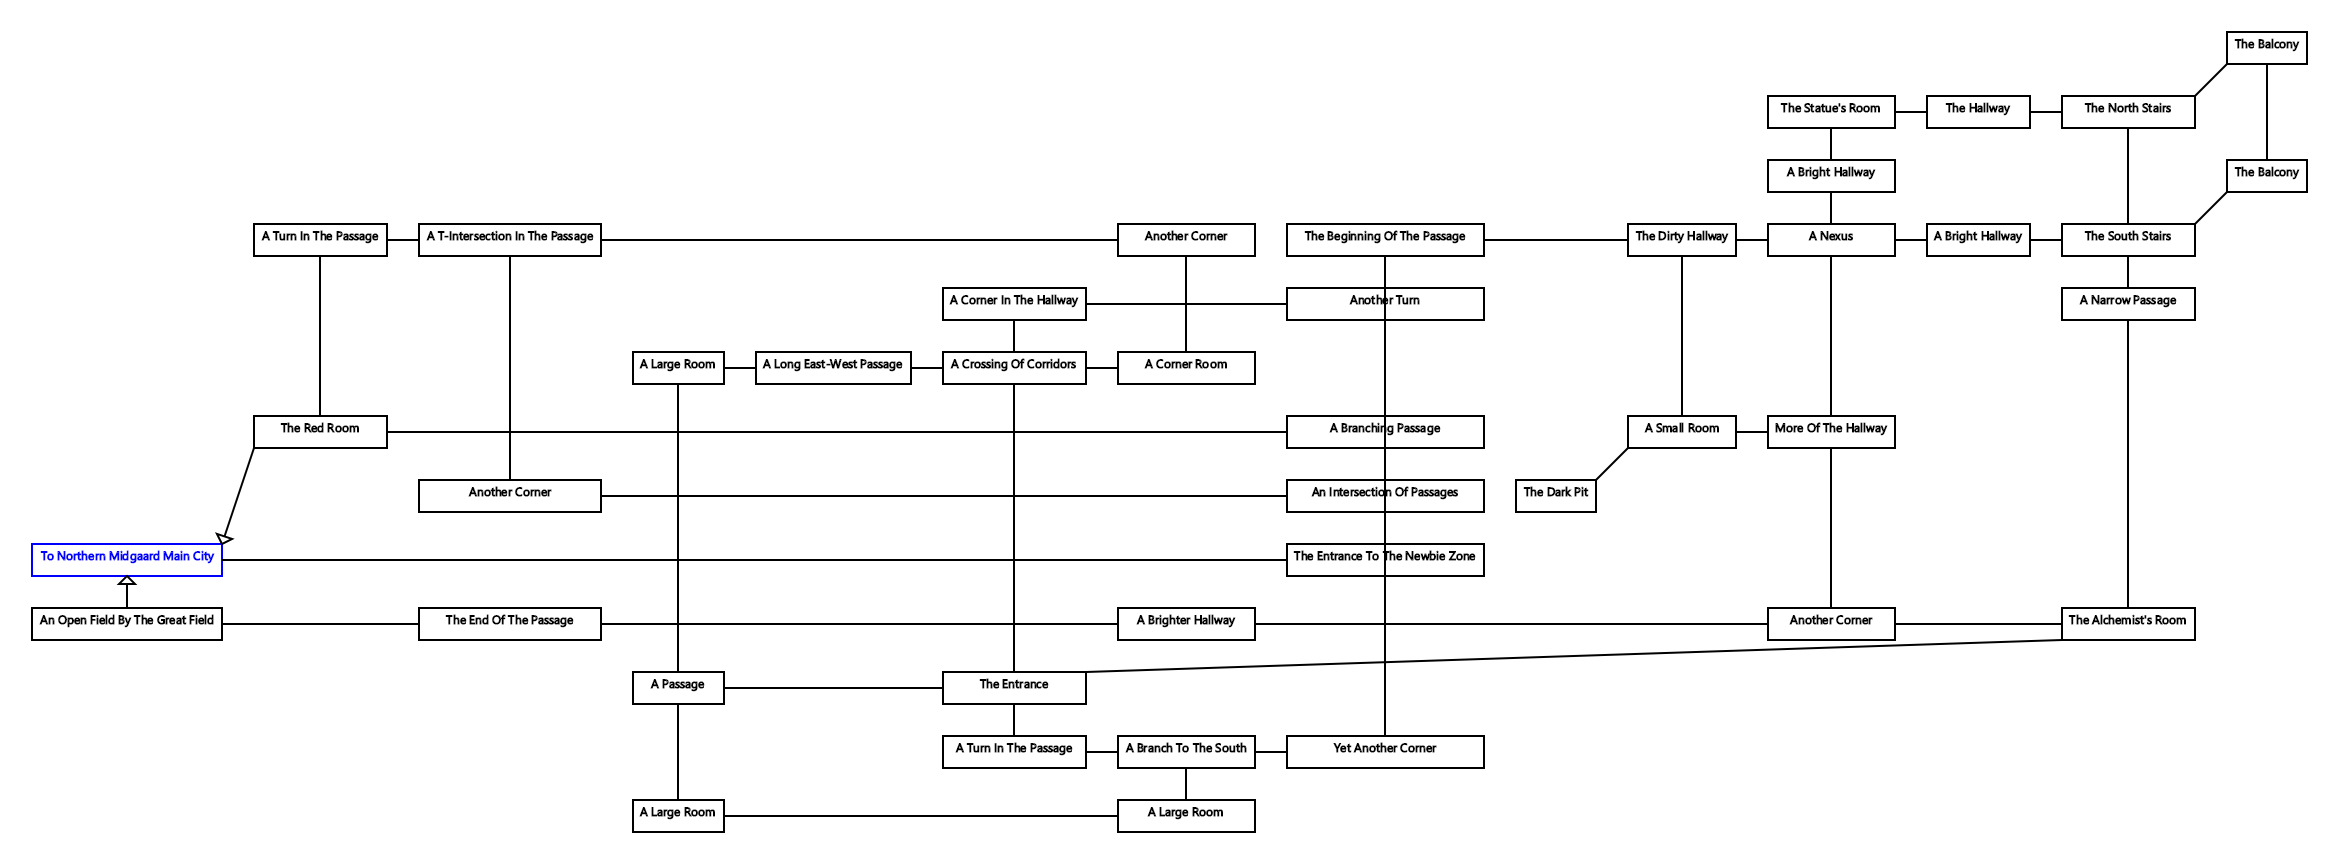 The Balcony
The Statue's Room
The Hallway
The North Stairs
A Bright Hallway
The Balcony
A Turn In The Passage
A T-Intersection In The Passage
Another Corner
The Beginning Of The Passage
The Dirty Hallway
A Nexus
A Bright Hallway
The South Stairs
A Corner In The Hallway
Another Turn
A Narrow Passage
A Large Room
A Long East-West Passage
A Crossing Of Corridors
A Corner Room
The Red Room
A Branching Passage
A Small Room
More Of The Hallway
Another Corner
An Intersection Of Passages
The Dark Pit
To Northern Midgaard Main City
The Entrance To The Newbie Zone
An Open Field By The Great Field
The End Of The Passage
A Brighter Hallway
Another Corner
The Alchemist's Room
A Passage
The Entrance
A Turn In The Passage
A Branch To The South
Yet Another Corner
A Large Room
A Large Room